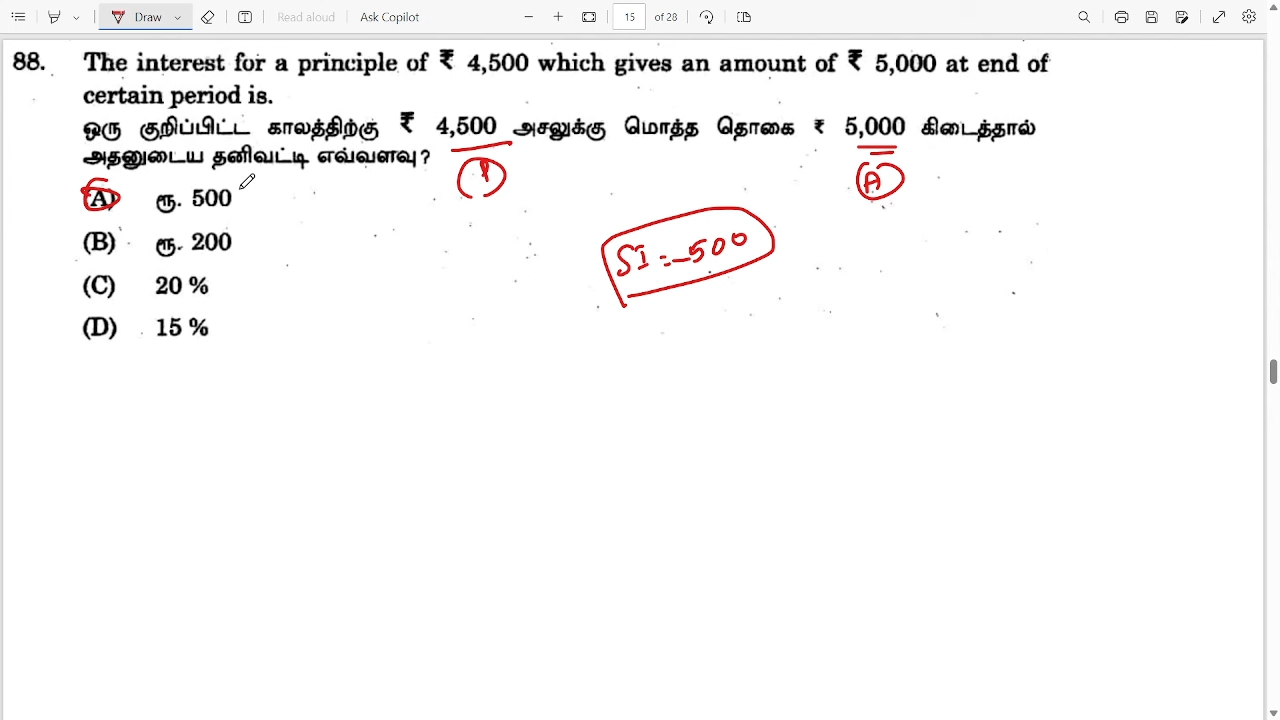 Draw
Read aloud
Ask Copilot
15
of 28
88. The interest for a principle of ₹ 4,500 which gives an amount of ₹ 5,000 at end of
certain period is.
ஒரு குறிப்பிட்ட காலத்திற்கு ₹ 4,500 அசலுக்கு மொத்த தொகை ₹ 5,000 கிடைத்தால்
அதனுடைய தனிவட்டி எவ்வளவு?
P
A
(A) ரூ. 500
(B) ரூ. 200
SI = 500
(C) 20 %
(D) 15 %